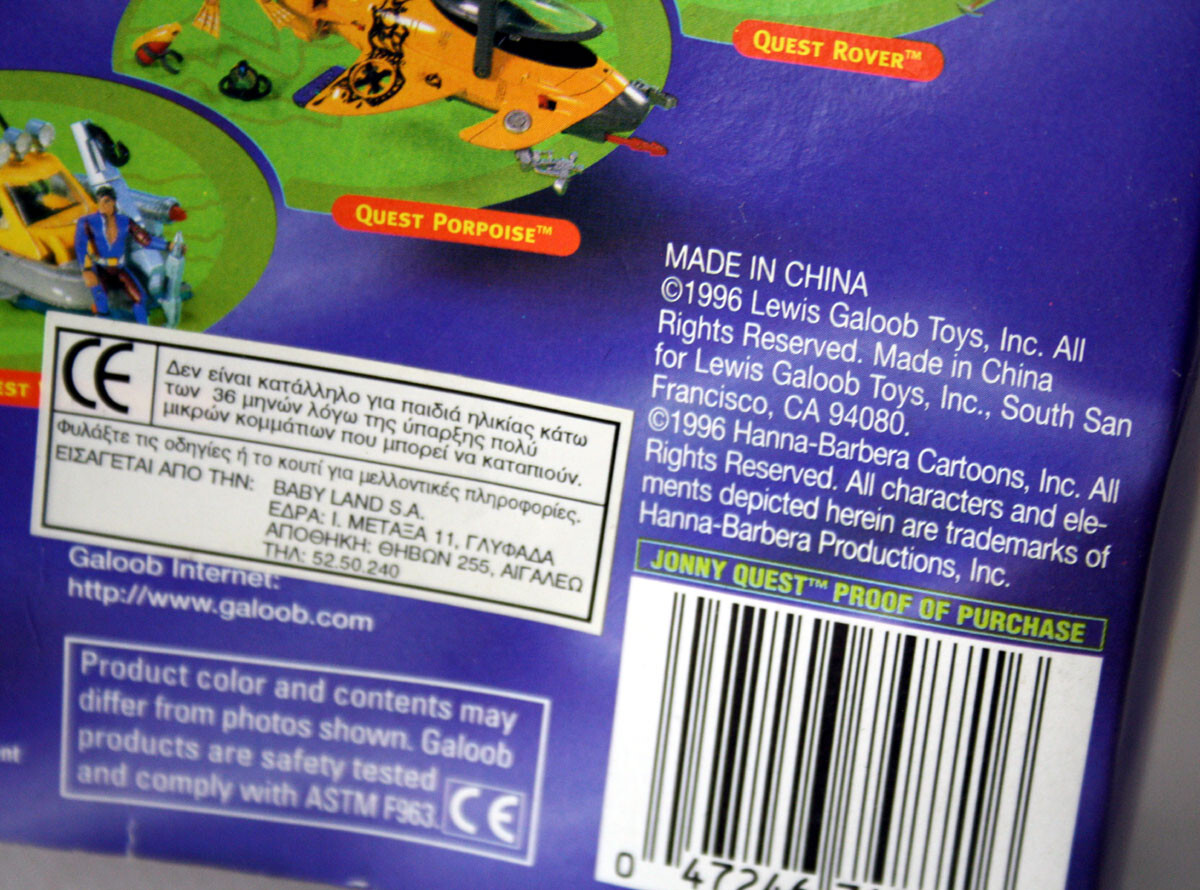 QUEST ROVER™
QUEST PORPOISE™
EST
MADE IN CHINA
©1996 Lewis Galoob Toys, Inc. All
Rights Reserved. Made in China
for Lewis Galoob Toys, Inc., South San
Francisco, CA 94080.
©1996 Hanna-Barbera Cartoons, Inc. All
Rights Reserved. All characters and ele-
ments depicted herein are trademarks of
Hanna-Barbera Productions, Inc.
CE
Δεν είναι κατάλληλο για παιδιά ηλικίας κάτω
των 36 μηνών λόγω της ύπαρξης πολύ
μικρών κομμάτιων που μπορεί να καταπιούν.
Φυλάξτε τις οδηγίες ή το κουτί για μελλοντικές πληροφορίες.
ΕΙΣΑΓΕΤΑΙ ΑΠΟ ΤΗΝ: BABY LAND S.A.
ΕΔΡΑ: Ι. ΜΕΤΑΞΑ 11, ΓΛΥΦΑΔΑ
ΑΠΟΘΗΚΗ: ΘΗΒΩΝ 255, ΑΙΓΑΛΕΩ
ΤΗΛ: 52.50.240
Galoob Internet:
http://www.galoob.com
Product color and contents may
differ from photos shown. Galoob
products are safety tested
and comply with ASTM F963.
CE
nt
JONNY QUEST™ PROOF OF PURCHASE
0 47246